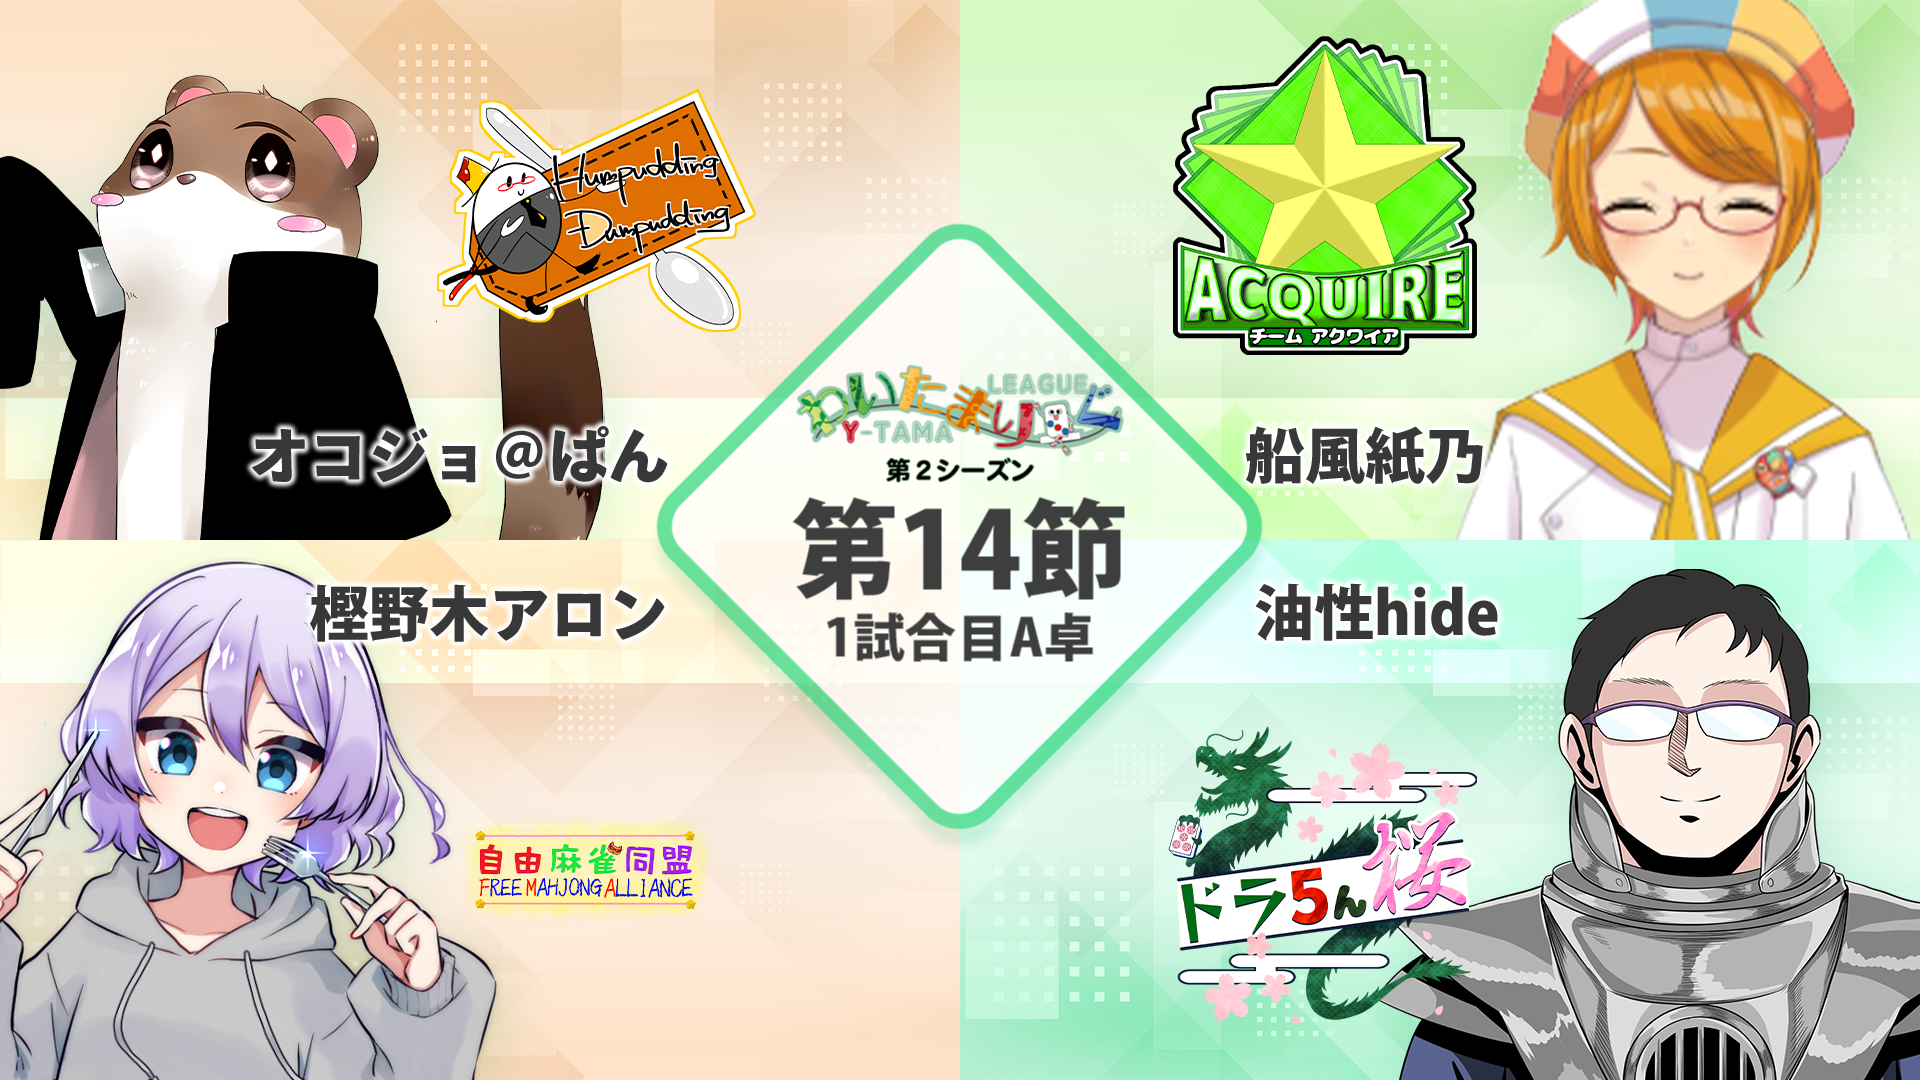 Humpudding
Dumpudding
オコジョ@ぱん
ACQUIRE
チーム アクワイア
船風紙乃
わいたまりーぐ
LEAGUE
Y-TAMA
第2シーズン
第14節
1試合目A卓
樫野木アロン
自由麻雀同盟
FREE MAHJONG ALLIANCE
油性hide
ドラ5ん桜